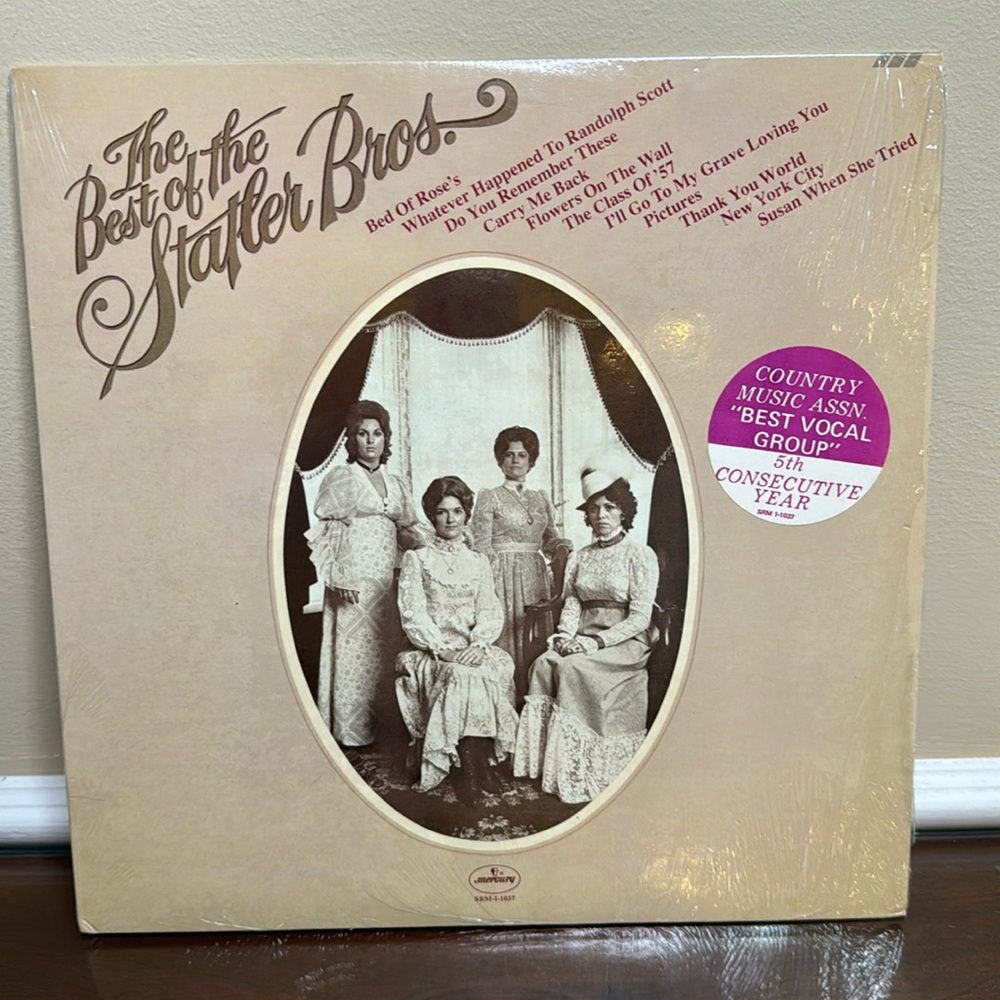 The
Best of the
Statler Bros.
Bed Of Rose's
Whatever Happened To Randolph Scott
Do You Remember These
Carry Me Back
Flowers On The Wall
The Class Of '57
I'll Go To My Grave Loving You
Pictures
Thank You World
New York City
Susan When She Tried
COUNTRY
MUSIC ASSN.
"BEST VOCAL
GROUP"
5th
CONSECUTIVE
YEAR
SRM 1-1037
mercury
SRM-1-1037